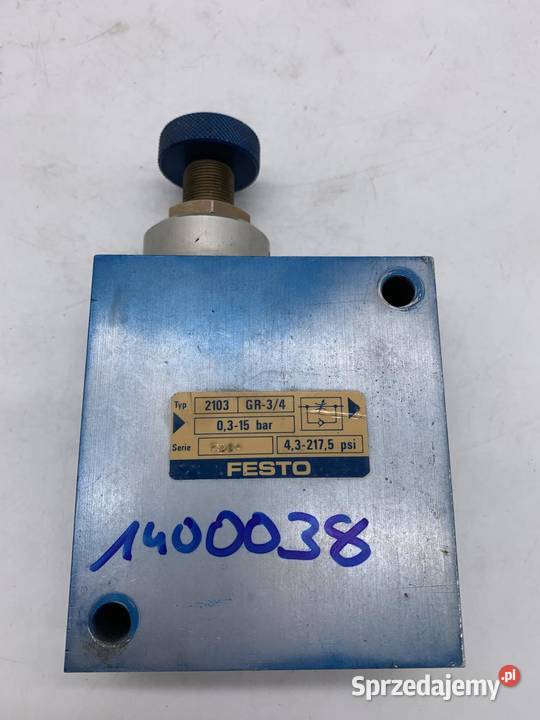 Typ 2103 GR-3/4
0,3-15 bar
Serie 4,3-217,5 psi
FESTO
1400038
Sprzedajemy.pl